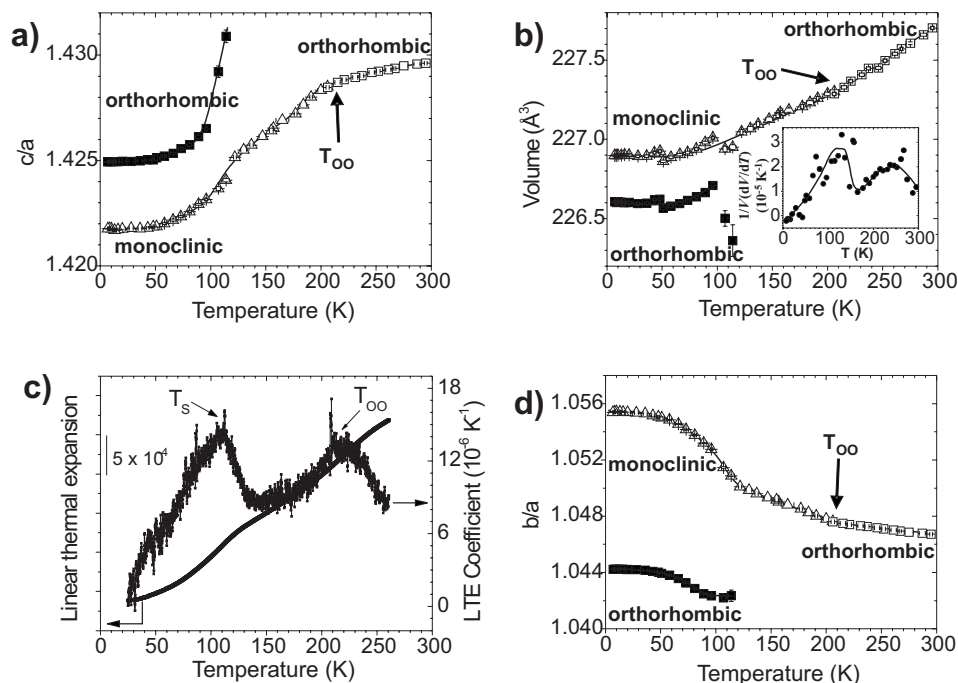 a)
1.430
1.425
1.420
c/a
orthorhombic
orthorhombic
T_OO
monoclinic
0 50 100 150 200 250 300
Temperature (K)
b)
227.5
227.0
226.5
Volume (Å³)
orthorhombic
T_OO
monoclinic
orthorhombic
3
2
1
0
1/V(dV/dT)
(10⁻⁵ K⁻¹)
0 100 200 300
T (K)
0 50 100 150 200 250 300
Temperature (K)
c)
Linear thermal expansion
5 x 10⁴
T_S
T_OO
18
12
6
0
LTE Coefficient (10⁻⁶ K⁻¹)
0 50 100 150 200 250 300
Temperature (K)
d)
1.056
1.052
1.048
1.044
1.040
b/a
monoclinic
T_OO
orthorhombic
orthorhombic
0 50 100 150 200 250 300
Temperature (K)